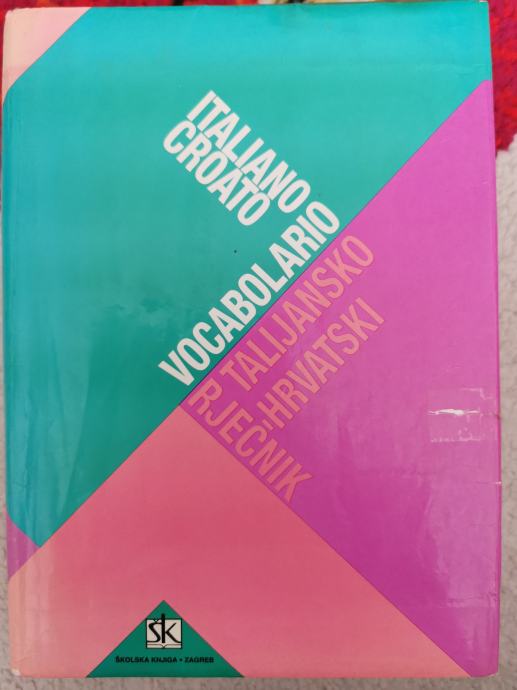 ITALIANO
CROATO
VOCABOLARIO
TALIJANSKO
-HRVATSKI
RJEČNIK
šk
ŠKOLSKA KNJIGA • ZAGREB